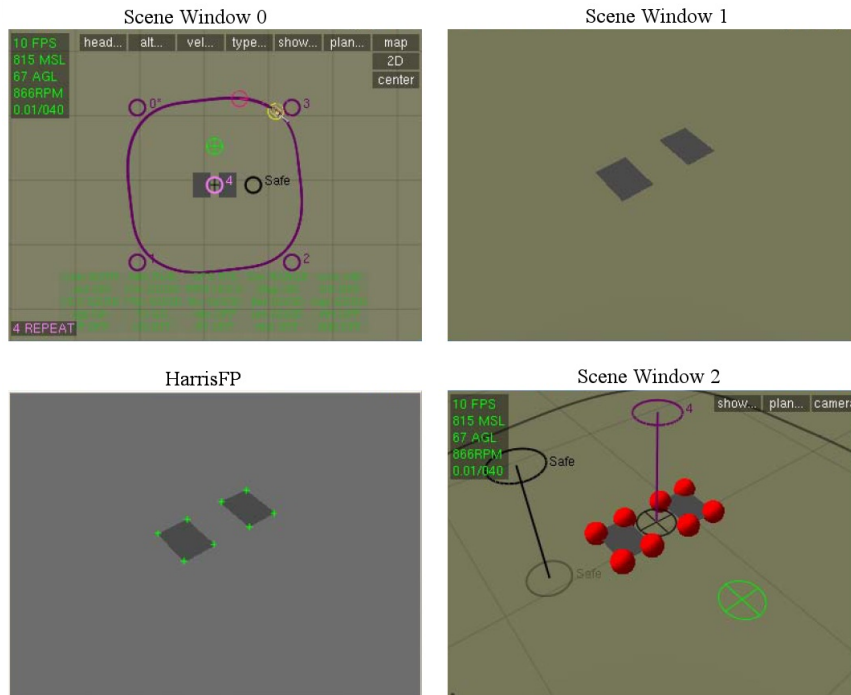 Scene Window 0
Scene Window 1
10 FPS
815 MSL
67 AGL
866RPM
0.01/040
head... alt... vel... type... show... plan... map
2D
center
0°
3
4
Safe
1
2
4 REPEAT
HarrisFP
Scene Window 2
10 FPS
815 MSL
67 AGL
866RPM
0.01/040
show... plan... camera
4
Safe
Safe